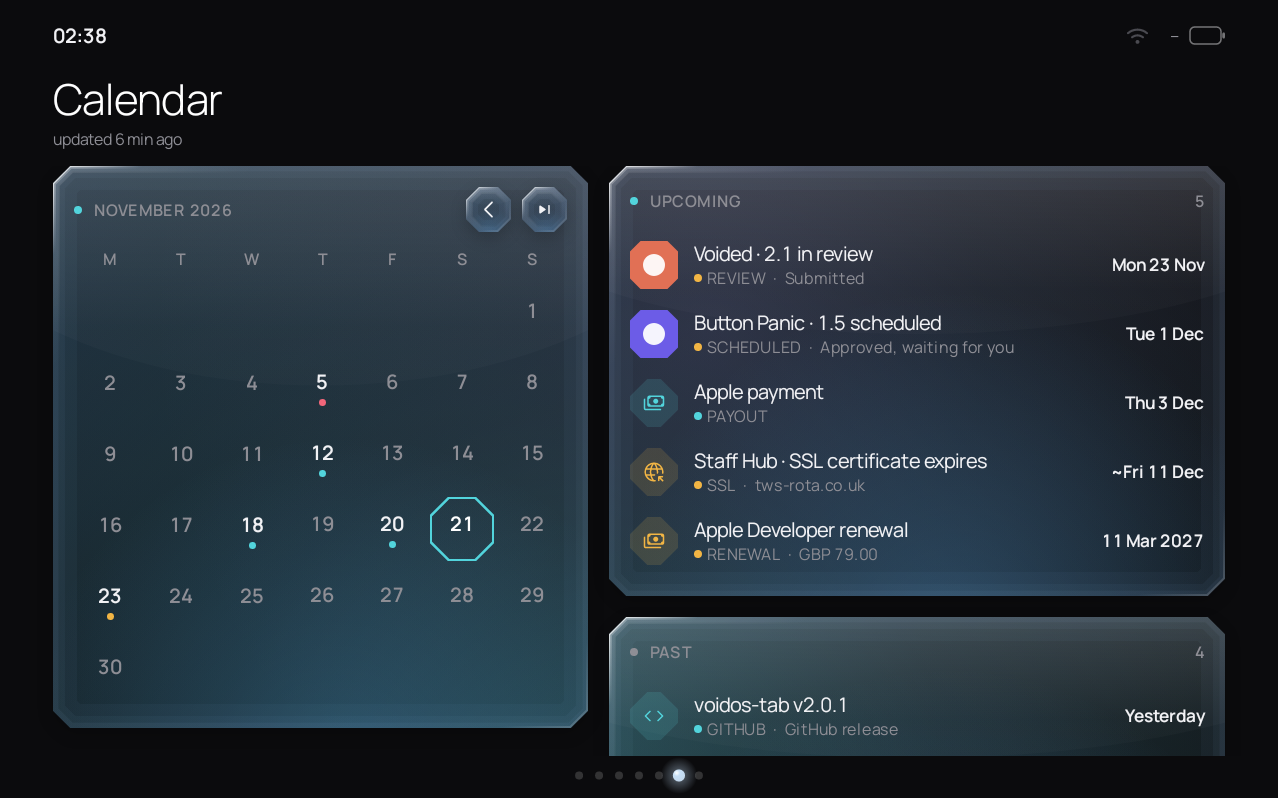 02:38
–
Calendar
updated 6 min ago
NOVEMBER 2026
M T W T F S S
1
2 3 4 5 6 7 8
9 10 11 12 13 14 15
16 17 18 19 20 21 22
23 24 25 26 27 28 29
30
UPCOMING 5
Voided · 2.1 in review
REVIEW · Submitted
Mon 23 Nov
Button Panic · 1.5 scheduled
SCHEDULED · Approved, waiting for you
Tue 1 Dec
Apple payment
PAYOUT
Thu 3 Dec
Staff Hub · SSL certificate expires
SSL · tws-rota.co.uk
~Fri 11 Dec
Apple Developer renewal
RENEWAL · GBP 79.00
11 Mar 2027
PAST 4
voidos-tab v2.0.1
GITHUB · GitHub release
Yesterday